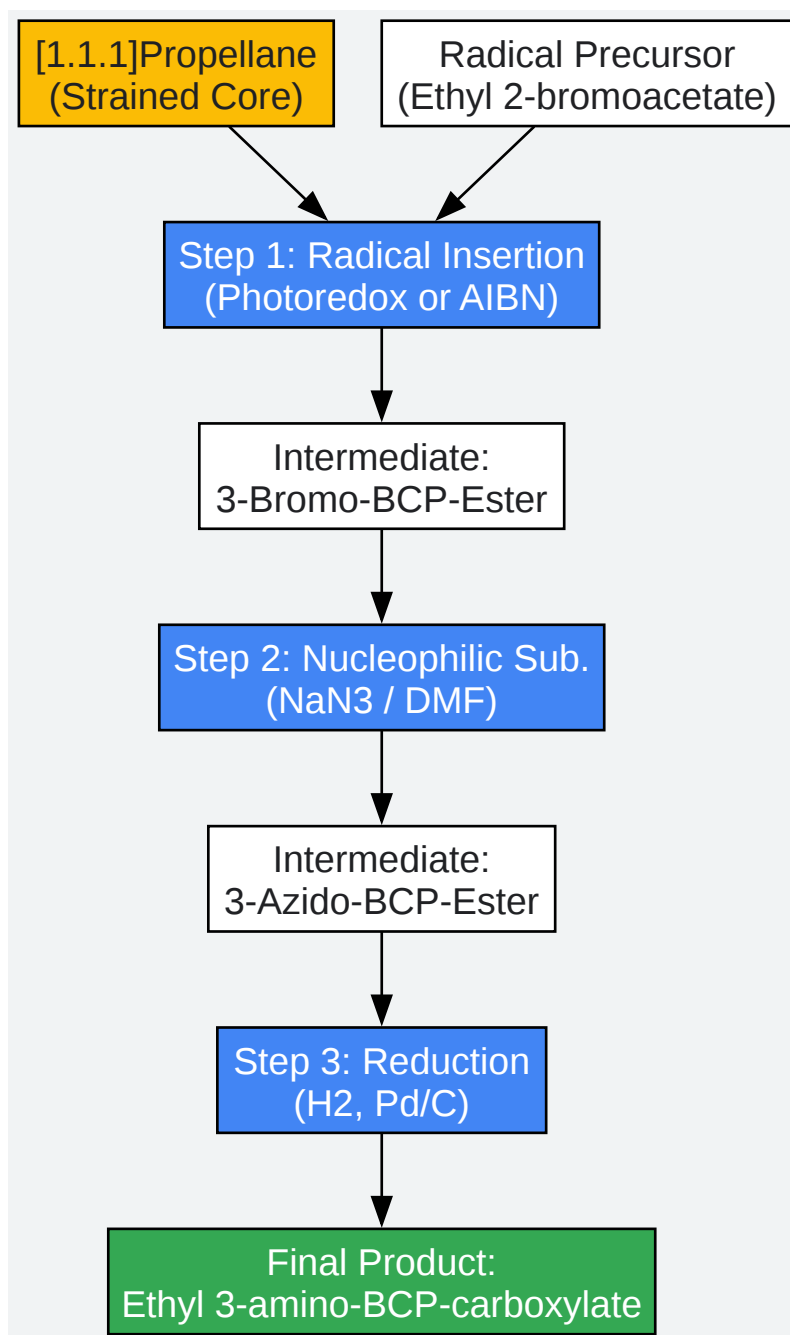 [1.1.1]Propellane
(Strained Core)
Radical Precursor
(Ethyl 2-bromoacetate)
Step 1: Radical Insertion
(Photoredox or AIBN)
Intermediate:
3-Bromo-BCP-Ester
Step 2: Nucleophilic Sub.
(NaN3 / DMF)
Intermediate:
3-Azido-BCP-Ester
Step 3: Reduction
(H2, Pd/C)
Final Product:
Ethyl 3-amino-BCP-carboxylate